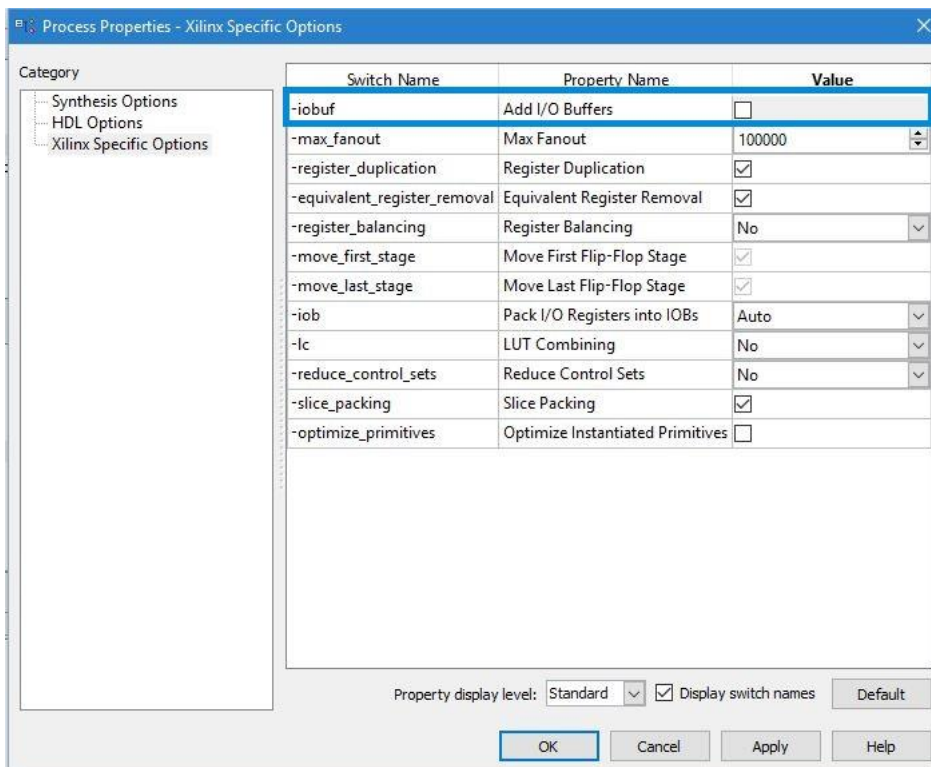 Process Properties - Xilinx Specific Options
Category
Synthesis Options
HDL Options
Xilinx Specific Options
Switch Name Property Name Value
-iobuf Add I/O Buffers
-max_fanout Max Fanout 100000
-register_duplication Register Duplication
-equivalent_register_removal Equivalent Register Removal
-register_balancing Register Balancing No
-move_first_stage Move First Flip-Flop Stage
-move_last_stage Move Last Flip-Flop Stage
-iob Pack I/O Registers into IOBs Auto
-lc LUT Combining No
-reduce_control_sets Reduce Control Sets No
-slice_packing Slice Packing
-optimize_primitives Optimize Instantiated Primitives
Property display level: Standard Display switch names Default
OK Cancel Apply Help